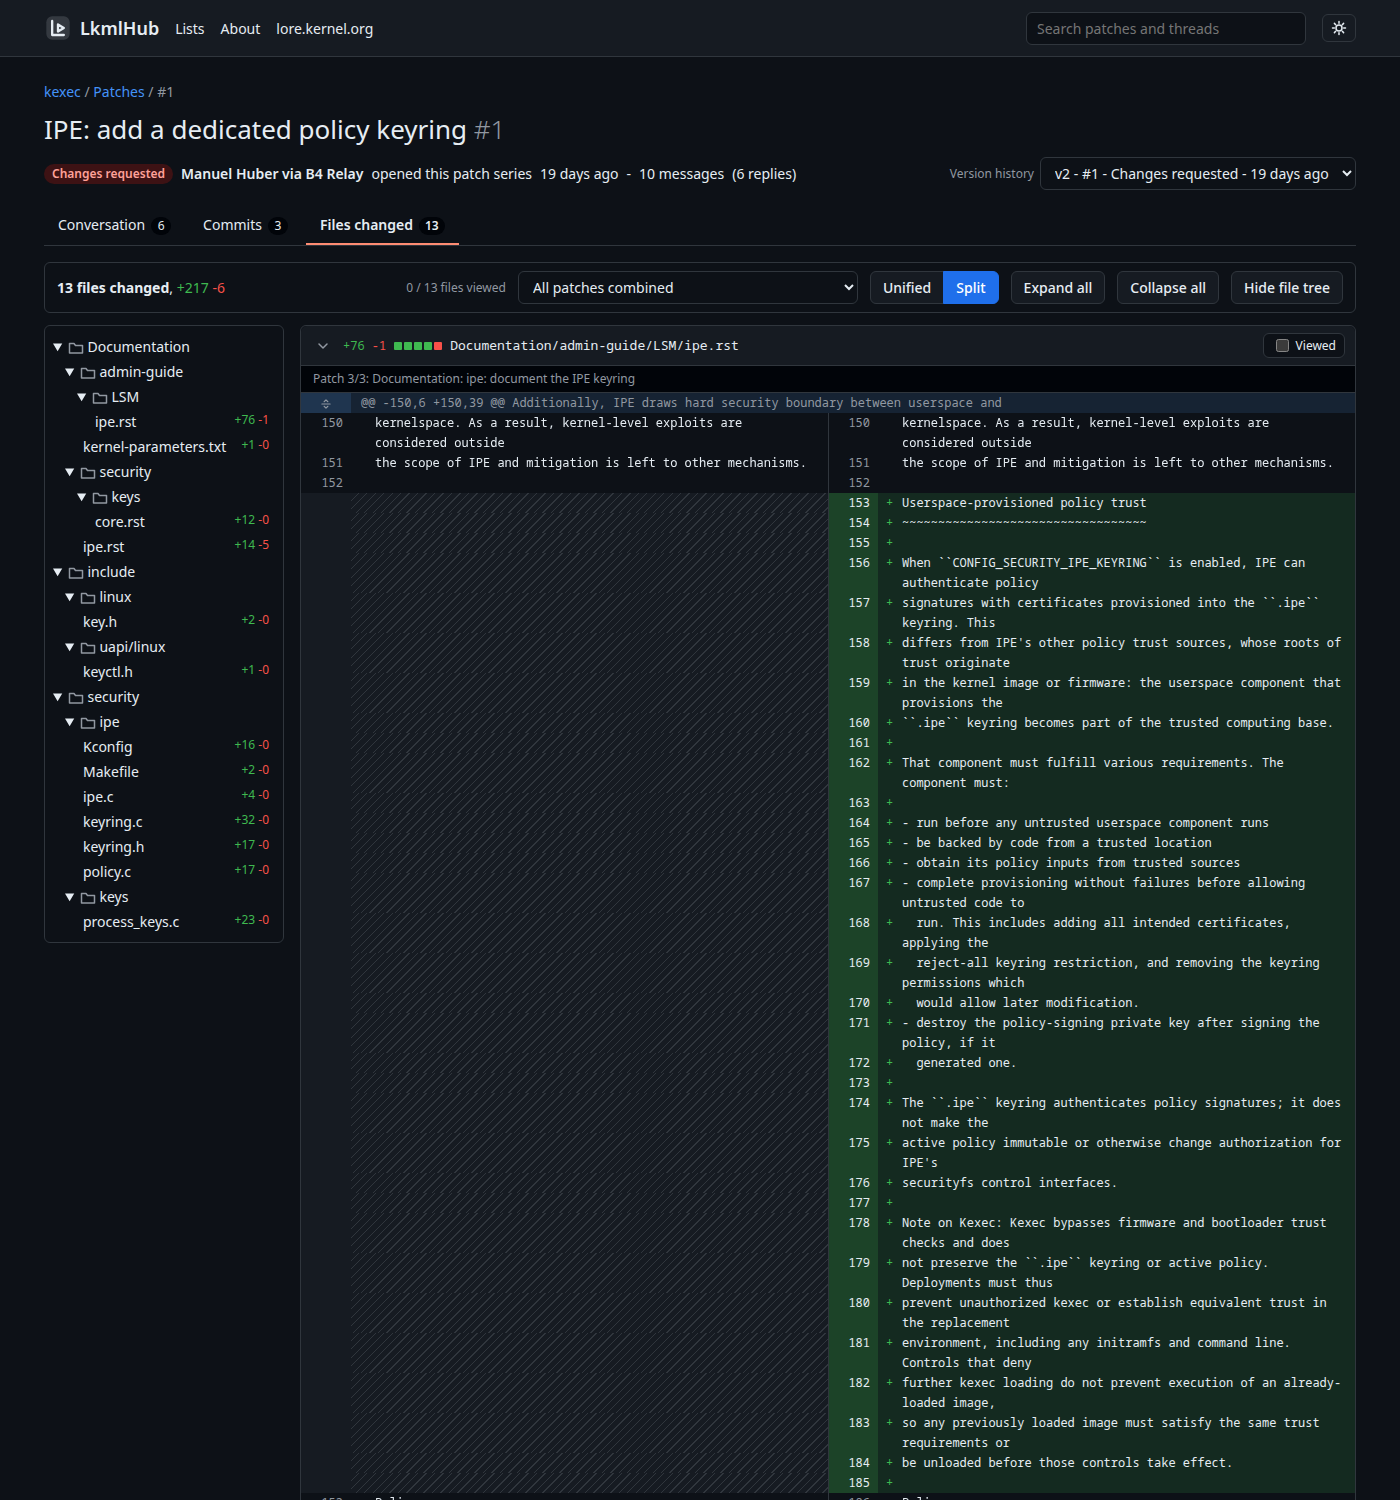 LkmlHub Lists About lore.kernel.org Search patches and threads
kexec / Patches / #1
IPE: add a dedicated policy keyring #1
Changes requested Manuel Huber via B4 Relay opened this patch series 19 days ago - 10 messages (6 replies) Version history v2 - #1 - Changes requested - 19 days ago
Conversation 6 Commits 3 Files changed 13
13 files changed, +217 -6 0 / 13 files viewed All patches combined Unified Split Expand all Collapse all Hide file tree
Documentation
admin-guide
LSM
ipe.rst +76 -1
kernel-parameters.txt +1 -0
security
keys
core.rst +12 -0
ipe.rst +14 -5
include
linux
key.h +2 -0
uapi/linux
keyctl.h +1 -0
security
ipe
Kconfig +16 -0
Makefile +2 -0
ipe.c +4 -0
keyring.c +32 -0
keyring.h +17 -0
policy.c +17 -0
keys
process_keys.c +23 -0
+76 -1 Documentation/admin-guide/LSM/ipe.rst Viewed
Patch 3/3: Documentation: ipe: document the IPE keyring
@@ -150,6 +150,39 @@ Additionally, IPE draws hard security boundary between userspace and
150 kernelspace. As a result, kernel-level exploits are
considered outside
151 the scope of IPE and mitigation is left to other mechanisms.
152
150 kernelspace. As a result, kernel-level exploits are
considered outside
151 the scope of IPE and mitigation is left to other mechanisms.
152
153 + Userspace-provisioned policy trust
154 + ~~~~~~~~~~~~~~~~~~~~~~~~~~~~~~~~~~
155 +
156 + When ``CONFIG_SECURITY_IPE_KEYRING`` is enabled, IPE can
authenticate policy
157 + signatures with certificates provisioned into the ``.ipe``
keyring. This
158 + differs from IPE's other policy trust sources, whose roots of
trust originate
159 + in the kernel image or firmware: the userspace component that
provisions the
160 + ``.ipe`` keyring becomes part of the trusted computing base.
161 +
162 + That component must fulfill various requirements. The
component must:
163 +
164 + - run before any untrusted userspace component runs
165 + - be backed by code from a trusted location
166 + - obtain its policy inputs from trusted sources
167 + - complete provisioning without failures before allowing
untrusted code to
168 + run. This includes adding all intended certificates,
applying the
169 + reject-all keyring restriction, and removing the keyring
permissions which
170 + would allow later modification.
171 + - destroy the policy-signing private key after signing the
policy, if it
172 + generated one.
173 +
174 + The ``.ipe`` keyring authenticates policy signatures; it does
not make the
175 + active policy immutable or otherwise change authorization for
IPE's
176 + securityfs control interfaces.
177 +
178 + Note on Kexec: Kexec bypasses firmware and bootloader trust
checks and does
179 + not preserve the ``.ipe`` keyring or active policy.
Deployments must thus
180 + prevent unauthorized kexec or establish equivalent trust in
the replacement
181 + environment, including any initramfs and command line.
Controls that deny
182 + further kexec loading do not prevent execution of an already-
loaded image,
183 + so any previously loaded image must satisfy the same trust
requirements or
184 + be unloaded before those controls take effect.
185 +